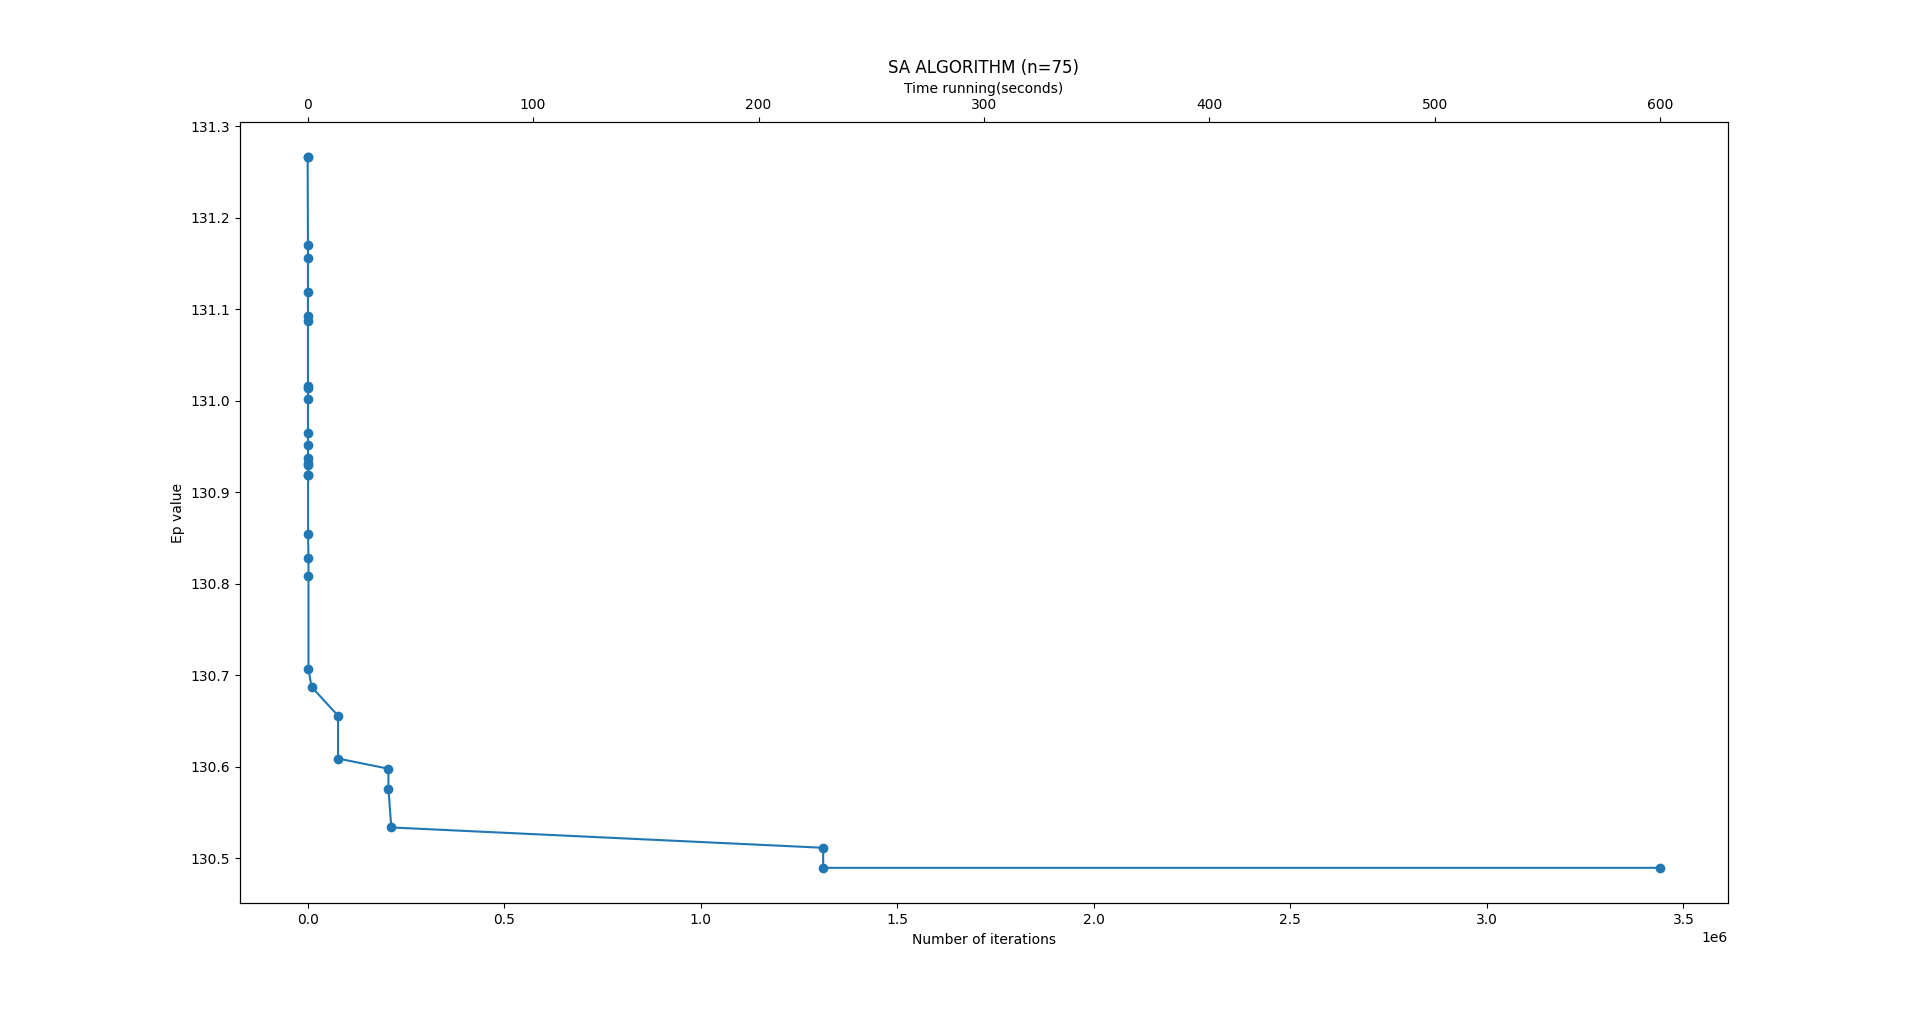 SA ALGORITHM (n=75)
Time running(seconds)
0 100 200 300 400 500 600
131.3
131.2
131.1
131.0
130.9
130.8
130.7
130.6
130.5
Ep value
0.0 0.5 1.0 1.5 2.0 2.5 3.0 3.5
Number of iterations
1e6